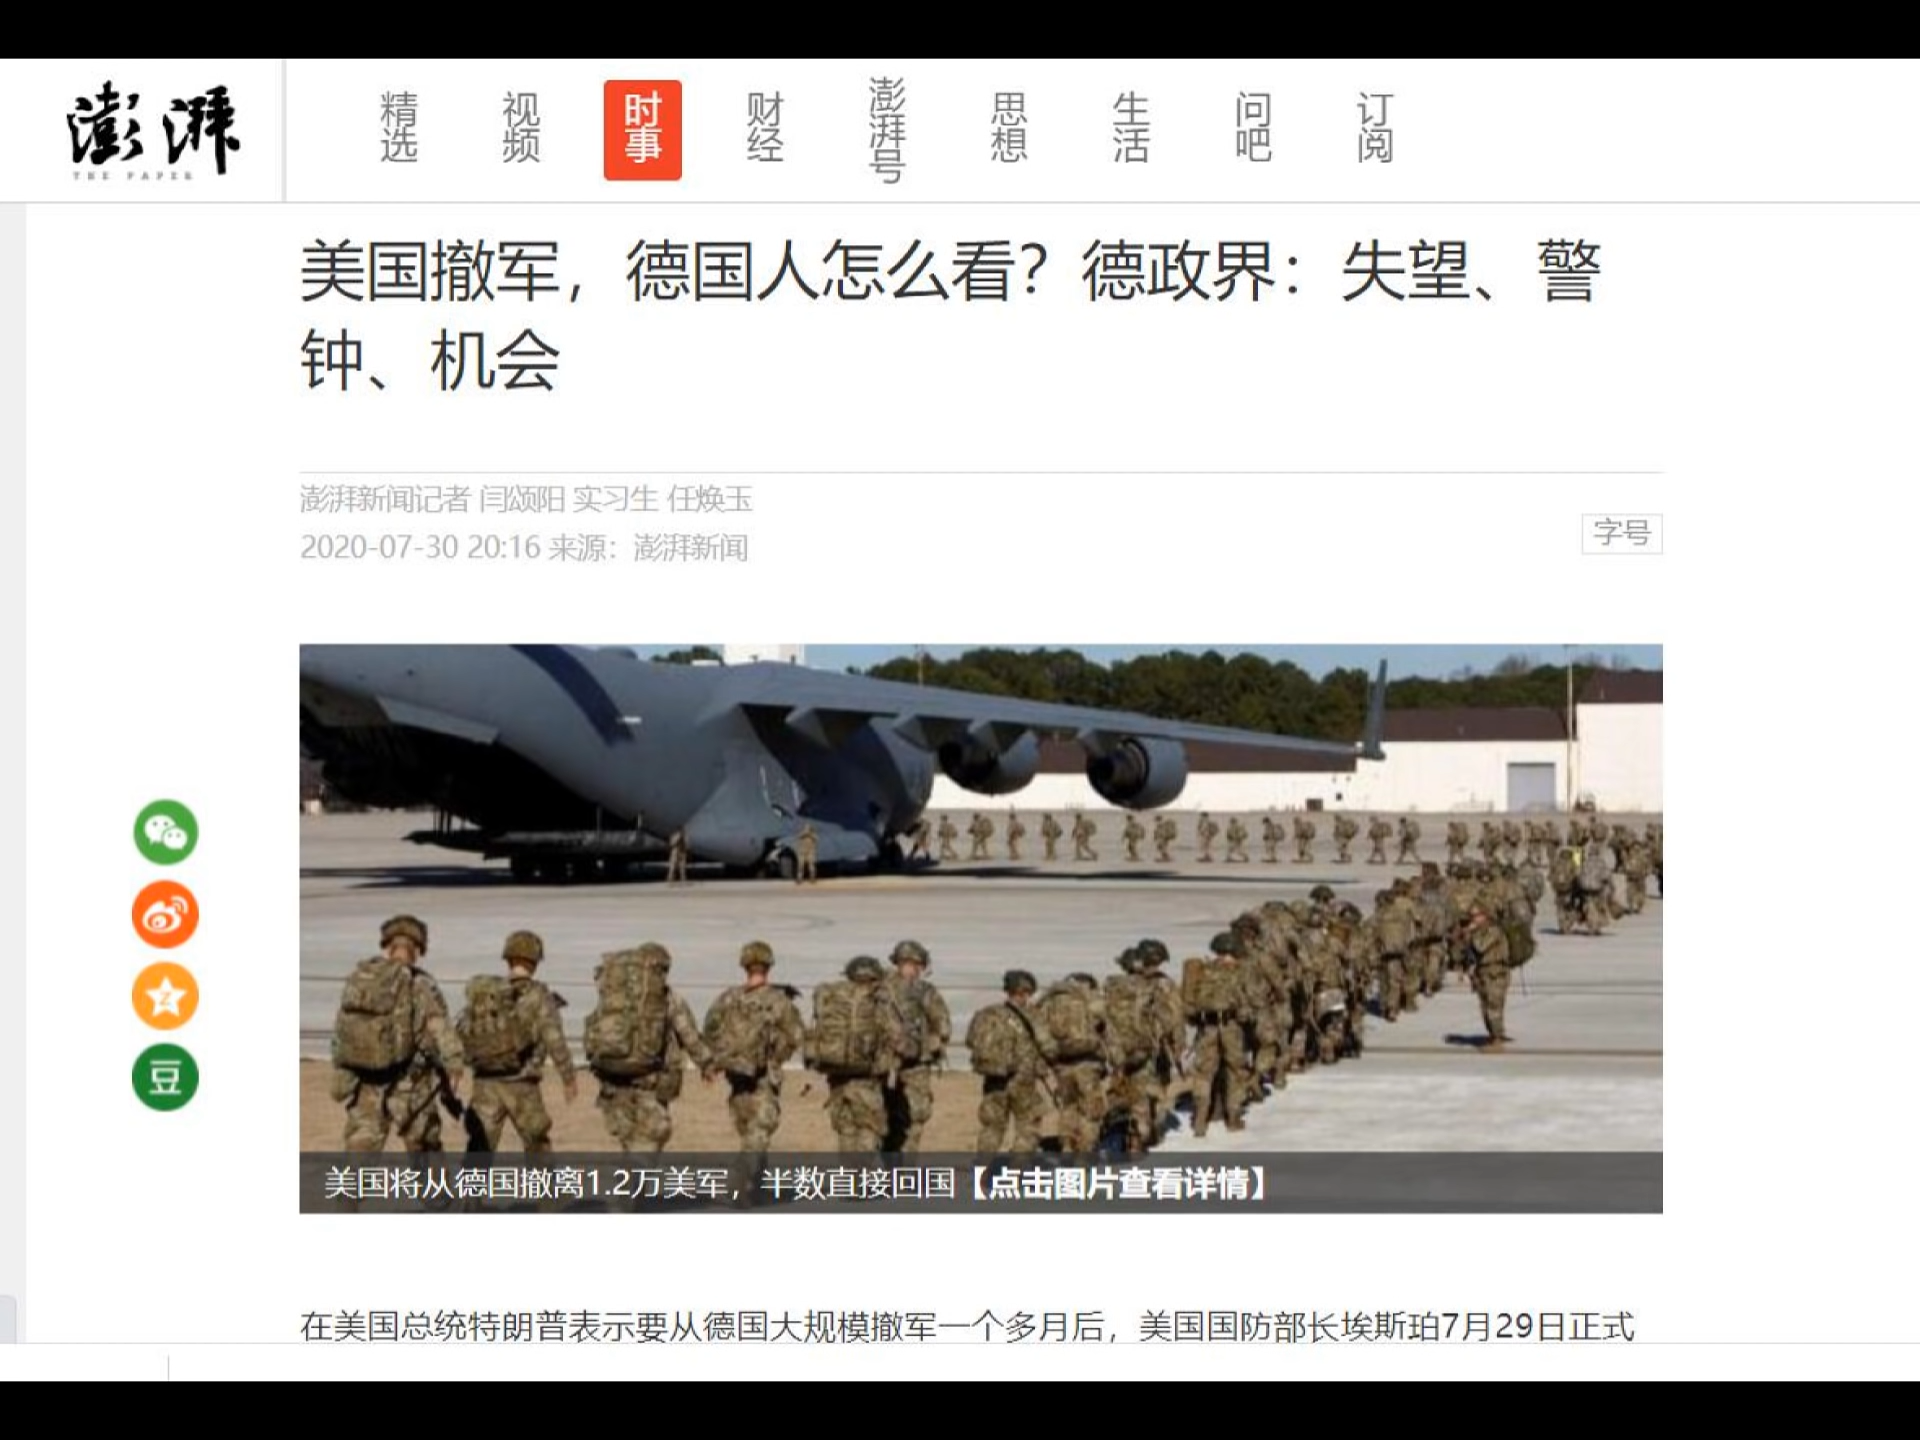 澎湃
THE PAPER
精选
视频
时事
财经
澎湃号
思想
生活
问吧
订阅
美国撤军，德国人怎么看？德政界：失望、警
钟、机会
澎湃新闻记者 闫颂阳 实习生 任焕玉
2020-07-30 20:16 来源：澎湃新闻
字号
豆
美国将从德国撤离1.2万美军，半数直接回国【点击图片查看详情】
在美国总统特朗普表示要从德国大规模撤军一个多月后，美国国防部长埃斯珀7月29日正式